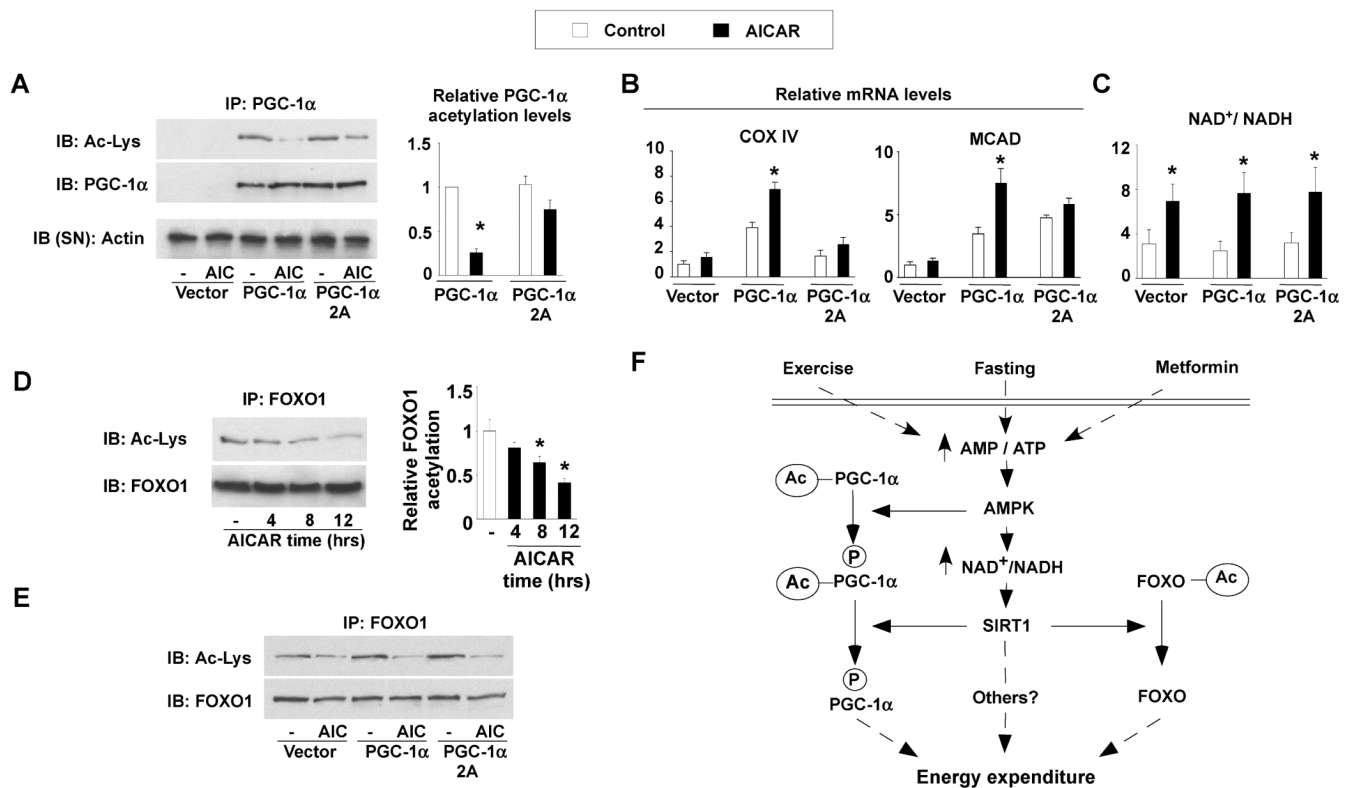 Control
AICAR
A
IP: PGC-1α
IB: Ac-Lys
IB: PGC-1α
IB (SN): Actin
- AIC - AIC - AIC
Vector PGC-1α PGC-1α
2A
Relative PGC-1α
acetylation levels
1.5
1
0.5
0
*
PGC-1α PGC-1α
2A
B
Relative mRNA levels
COX IV
10
8
6
4
2
0
*
Vector PGC-1α PGC-1α
2A
MCAD
10
5
0
*
Vector PGC-1α PGC-1α
2A
C
NAD+/ NADH
12
8
4
0
* * *
Vector PGC-1α PGC-1α
2A
D
IP: FOXO1
IB: Ac-Lys
IB: FOXO1
- 4 8 12
AICAR time (hrs)
Relative FOXO1
acetylation
1.5
1
0.5
0
* *
- 4 8 12
AICAR
time (hrs)
E
IP: FOXO1
IB: Ac-Lys
IB: FOXO1
- AIC - AIC - AIC
Vector PGC-1α PGC-1α
2A
F
Exercise Fasting Metformin
AMP / ATP
Ac PGC-1α
AMPK
P
Ac PGC-1α
NAD+/NADH
FOXO Ac
SIRT1
P
PGC-1α
Others?
FOXO
Energy expenditure